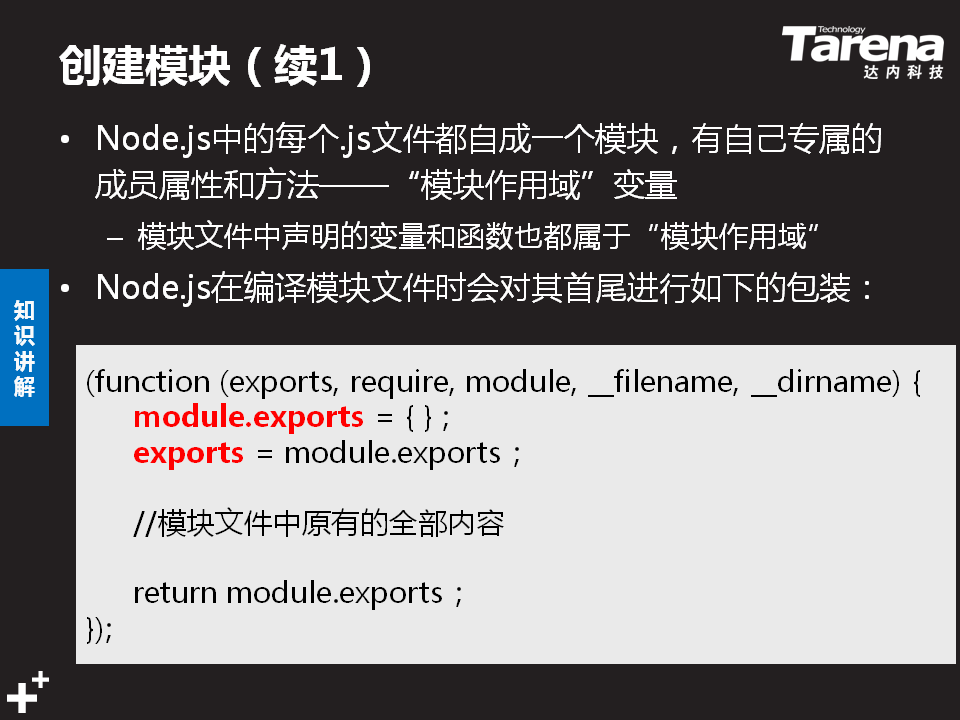 Technology
Tarena
达内科技
创建模块（续1）
• Node.js中的每个.js文件都自成一个模块，有自己专属的
成员属性和方法——“模块作用域”变量
– 模块文件中声明的变量和函数也都属于“模块作用域”
• Node.js在编译模块文件时会对其首尾进行如下的包装：
知
识
讲
解
(function (exports, require, module, __filename, __dirname) {
module.exports = { } ;
exports = module.exports ;
//模块文件中原有的全部内容
return module.exports ;
});